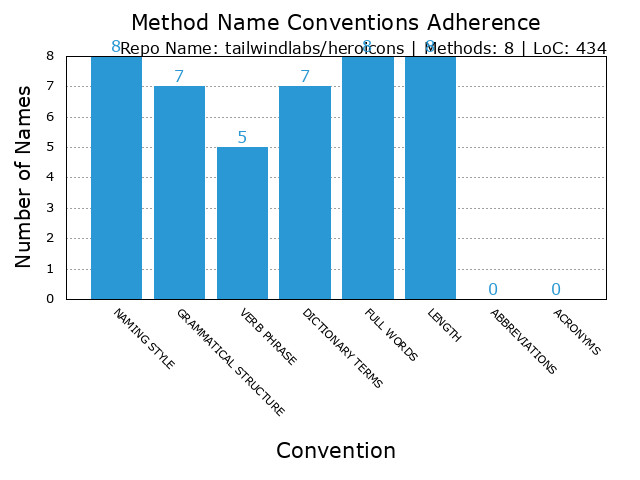 Method Name Conventions Adherence
Repo Name: tailwindlabs/heroicons | Methods: 8 | LoC: 434
8
7
5
7
8
8
0
0
8
7
6
5
4
3
2
1
0
Number of Names
NAMING STYLE
GRAMMATICAL STRUCTURE
VERB PHRASE
DICTIONARY TERMS
FULL WORDS
LENGTH
ABBREVIATIONS
ACRONYMS
Convention